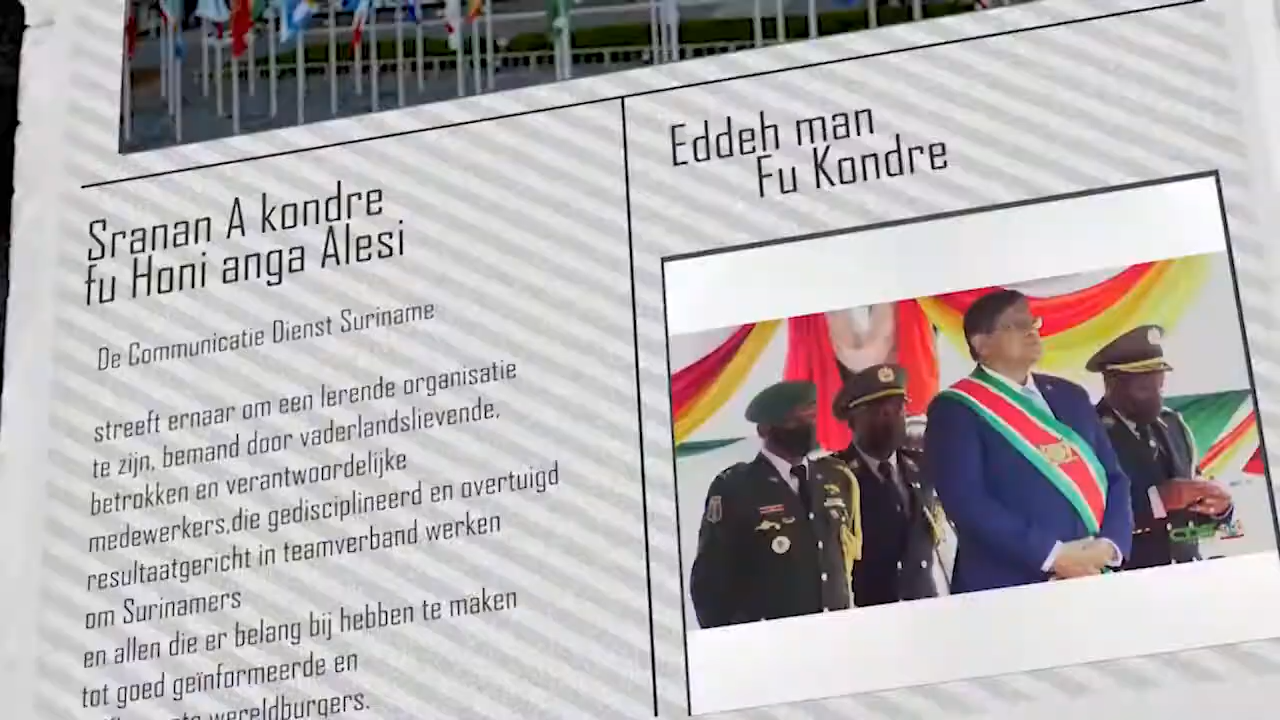 Sranan A kondre
fu Honi anga Alesi
De Communicatie Dienst Suriname
streeft ernaar om een lerende organisatie
te zijn, bemand door vaderlandslievende,
betrokken en verantwoordelijke
medewerkers,die gedisciplineerd en overtuigd
resultaatgericht in teamverband werken
om Surinamers
en allen die er belang bij hebben te maken
tot goed geïnformeerde en
wereldburgers.
Eddeh man
Fu Kondre